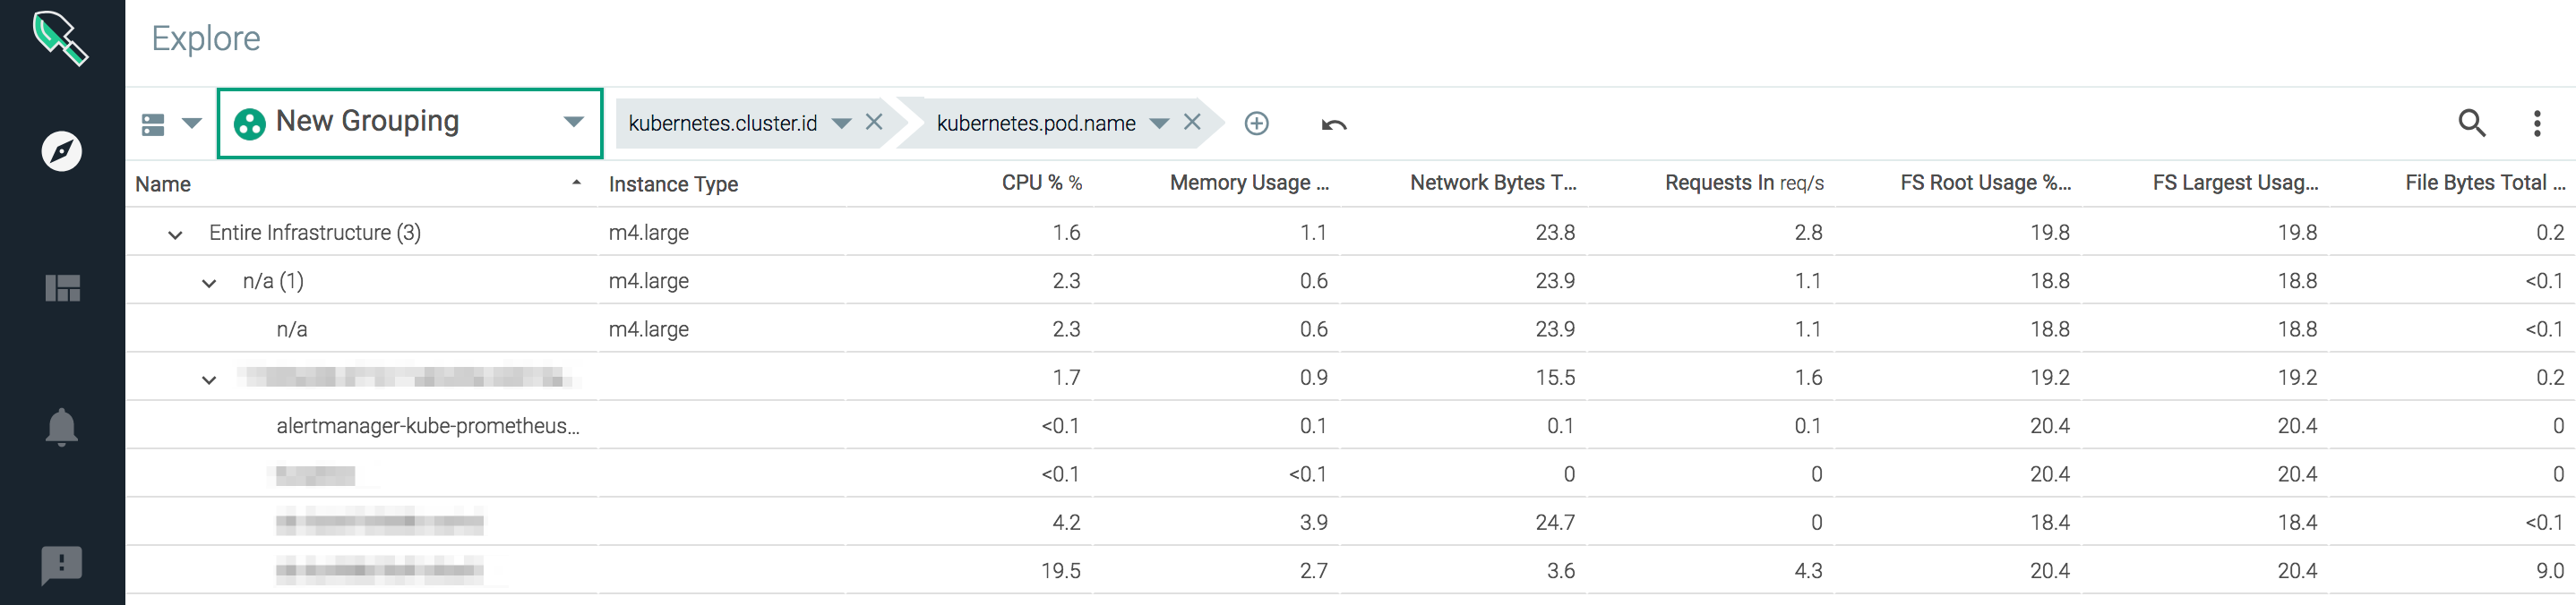 Explore
New Grouping kubernetes.cluster.id kubernetes.pod.name
Name Instance Type CPU % % Memory Usage ... Network Bytes T... Requests In req/s FS Root Usage %... FS Largest Usag... File Bytes Total ...
Entire Infrastructure (3) m4.large 1.6 1.1 23.8 2.8 19.8 19.8 0.2
n/a (1) m4.large 2.3 0.6 23.9 1.1 18.8 18.8 <0.1
n/a m4.large 2.3 0.6 23.9 1.1 18.8 18.8 <0.1
1.7 0.9 15.5 1.6 19.2 19.2 0.2
alertmanager-kube-prometheus... <0.1 0.1 0.1 0.1 20.4 20.4 0
<0.1 <0.1 0 0 20.4 20.4 0
4.2 3.9 24.7 0 18.4 18.4 <0.1
19.5 2.7 3.6 4.3 20.4 20.4 9.0